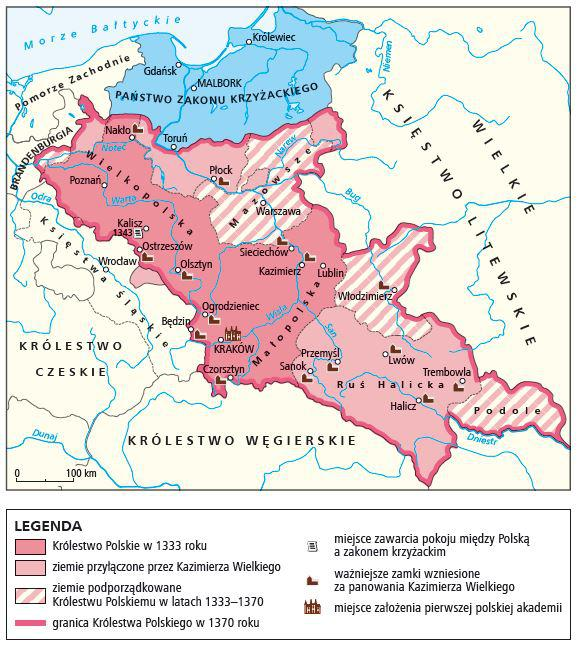 Morze Bałtyckie
Królewiec
Niemen
Gdańsk
MALBORK
Pomorze Zachodnie
PAŃSTWO ZAKONU KRZYŻACKIEGO
WIELKIE
KSIĘSTWO LITEWSKIE
BRANDENBURGIA
Nakło
Toruń
Noteć
Narew
Płock
Wielkopolska
Mazowsze
Poznań
Warta
Bug
Odra
Warszawa
Kalisz
1343
Ostrzeszów
Sieciechów
Księstwa Śląskie
Wrocław
Olsztyn
Kazimierz
Lublin
Włodzimierz
Ogrodzieniec
Wisła
Będzin
Małopolska
San
KRÓLESTWO
CZESKIE
KRAKÓW
Przemyśl
Lwów
Czorsztyn
Sanok
Trembowla
Ruś Halicka
Halicz
Podole
Dunaj
KRÓLESTWO WĘGIERSKIE
Dniestr
0 100 km
LEGENDA
Królestwo Polskie w 1333 roku
ziemie przyłączone przez Kazimierza Wielkiego
ziemie podporządkowane
Królestwu Polskiemu w latach 1333–1370
granica Królestwa Polskiego w 1370 roku
miejsce zawarcia pokoju między Polską
a zakonem krzyżackim
ważniejsze zamki wzniesione
za panowania Kazimierza Wielkiego
miejsce założenia pierwszej polskiej akademii